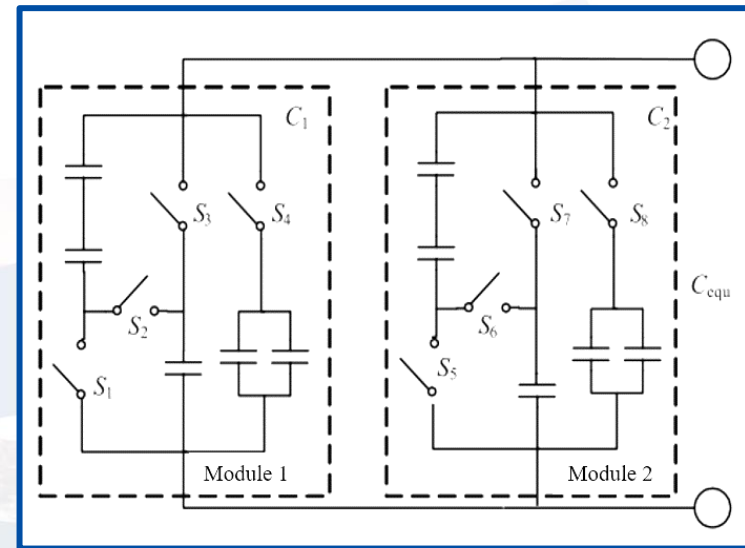 C₁
C₂
S₃
S₄
S₇
S₈
Cequ
S₂
S₆
S₁
S₅
Module 1
Module 2